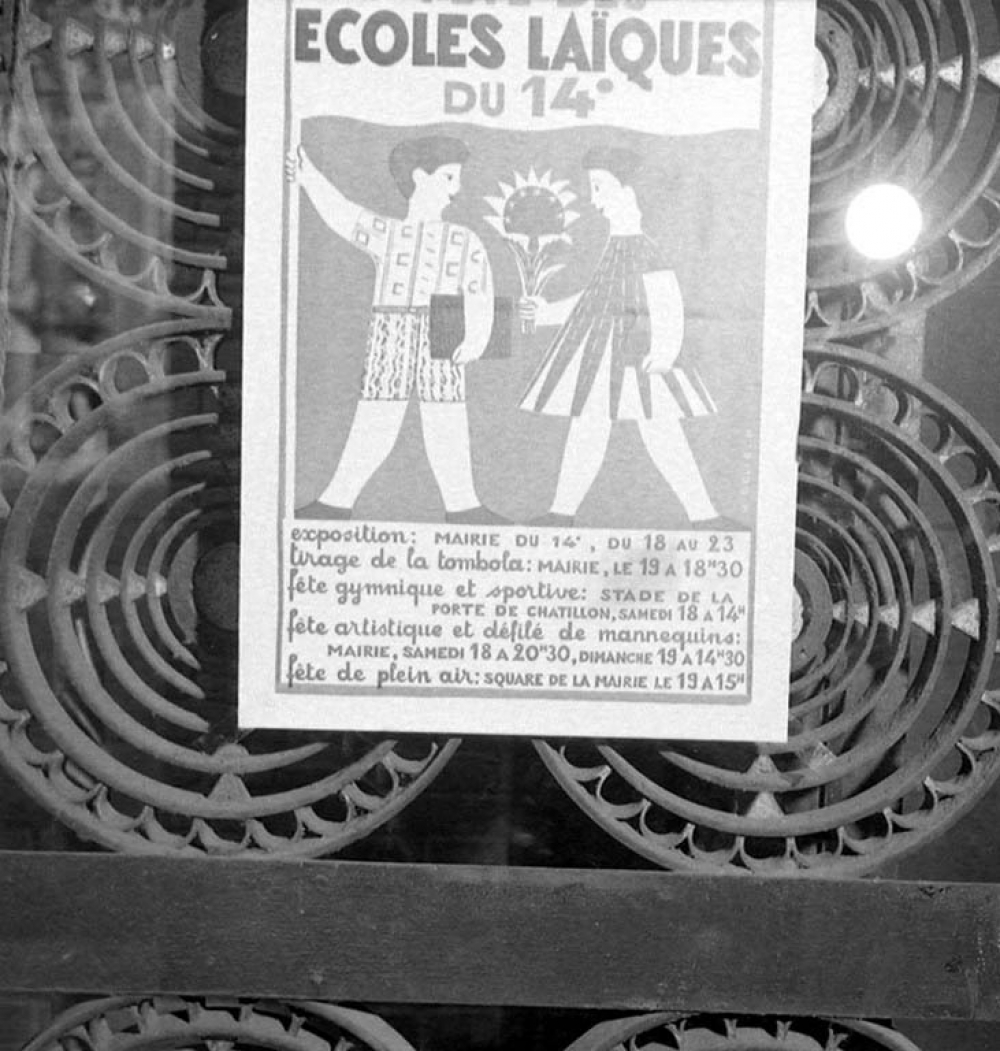 ECOLES LAÏQUES
DU 14e
exposition: MAIRIE DU 14e, DU 18 AU 23
tirage de la tombola: MAIRIE, LE 19 A 18H30
fête gymnique et sportive: STADE DE LA
PORTE DE CHATILLON, SAMEDI 18 A 14H
fête artistique et défilé de mannequins:
MAIRIE, SAMEDI 18 A 20H30, DIMANCHE 19 A 14H30
fête de plein air: SQUARE DE LA MAIRIE LE 19 A 15H